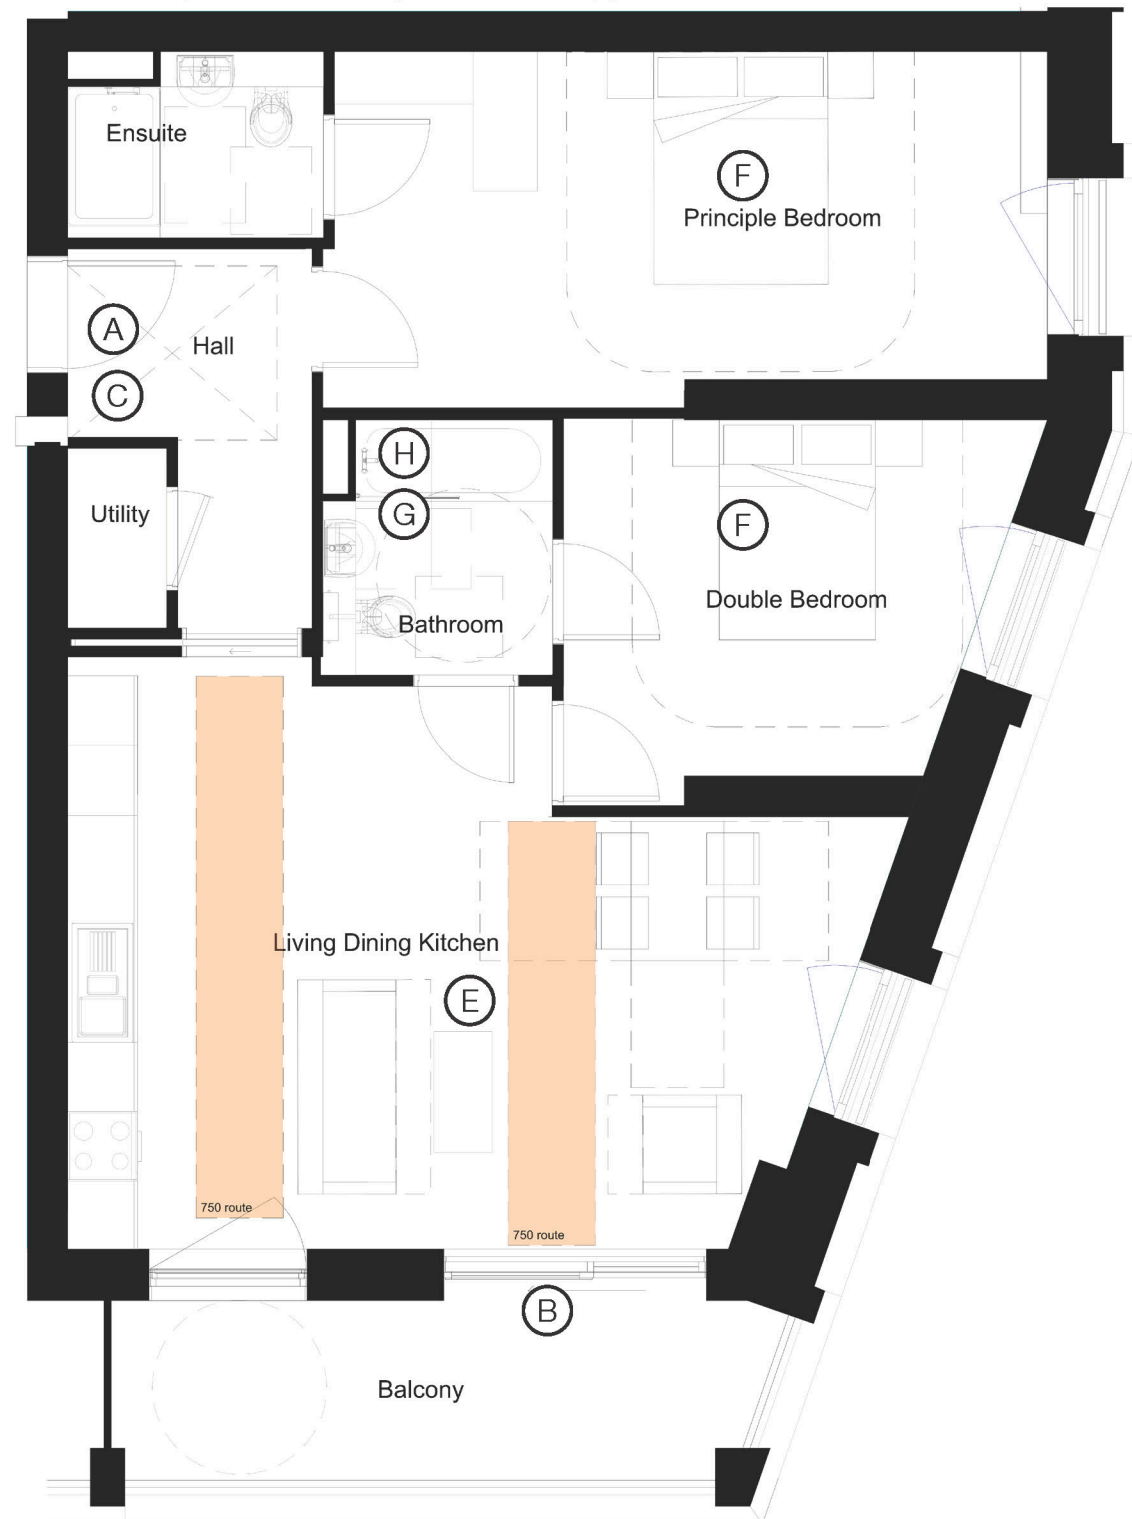 Ensuite
F
Principle Bedroom
A
Hall
C
H
G
Utility
F
Double Bedroom
Bathroom
Living Dining Kitchen
E
750 route
750 route
B
Balcony